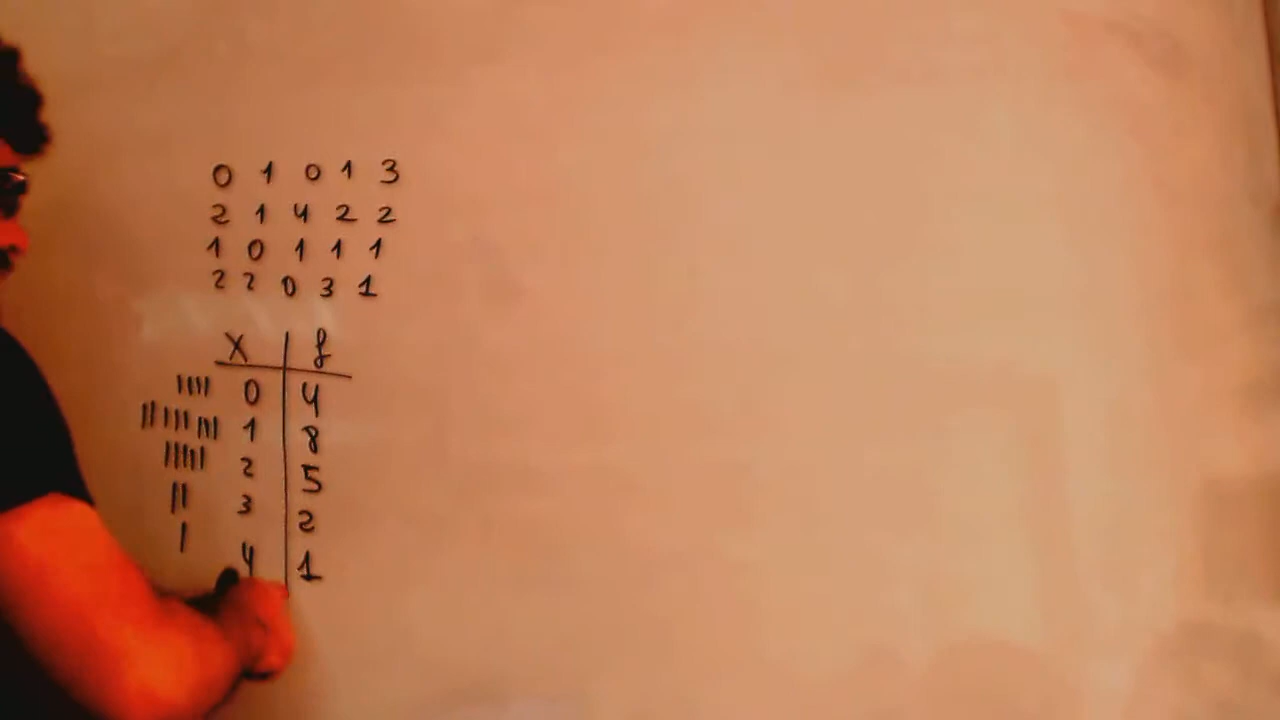 0 1 0 1 3
2 1 4 2 2
1 0 1 1 1
2 2 0 3 1
X f
|||| 0 4
|||||||| 1 8
||||| 2 5
|| 3 2
| 4 1